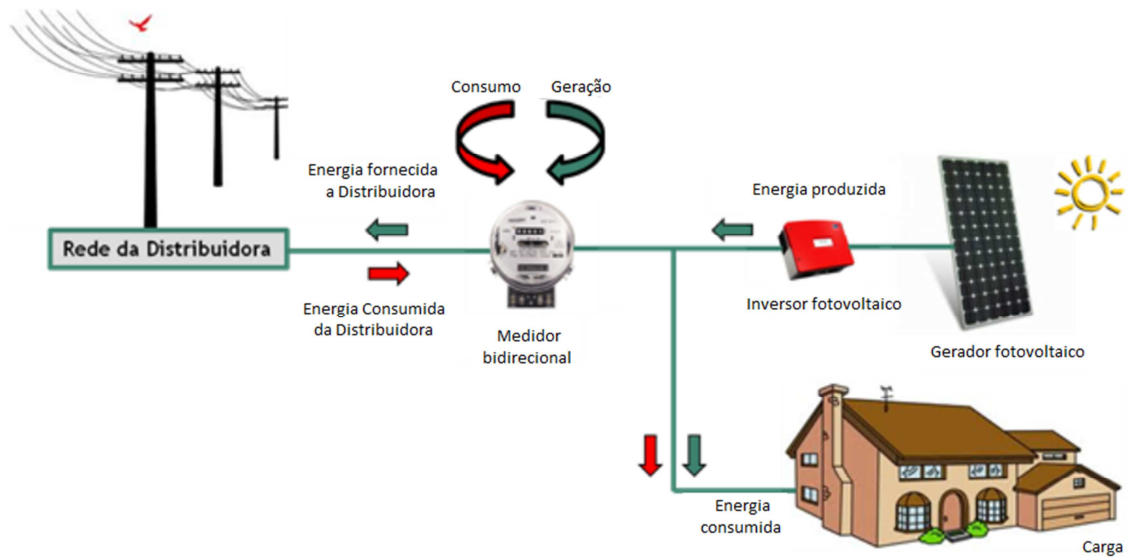 Consumo
Geração
Energia fornecida
a Distribuidora
Energia produzida
Rede da Distribuidora
Energia Consumida
da Distribuidora
Medidor
bidirecional
Inversor fotovoltaico
Gerador fotovoltaico
Energia
consumida
Carga